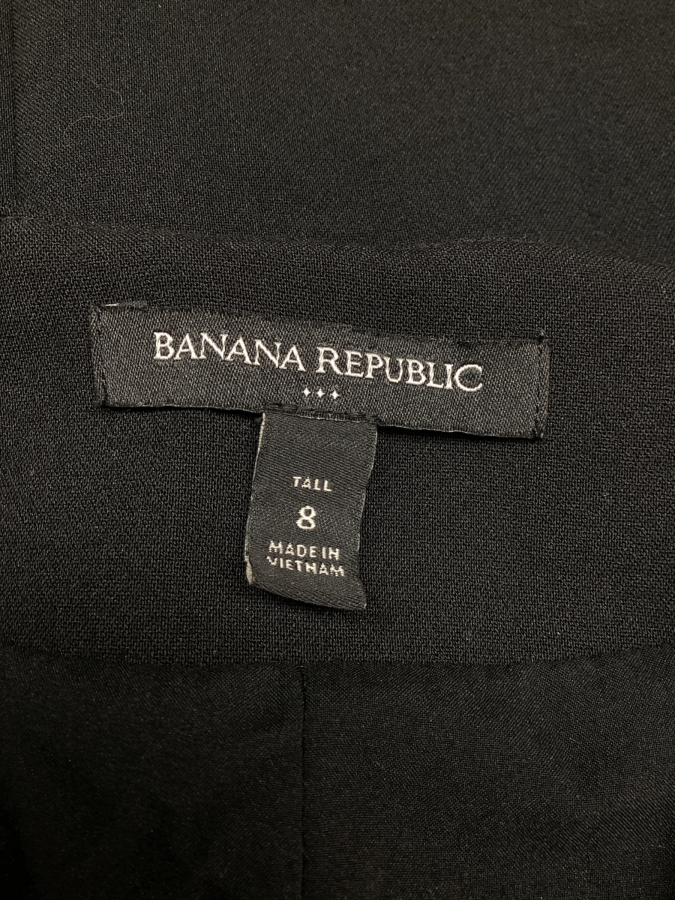 BANANA REPUBLIC
TALL
8
MADE IN
VIETNAM